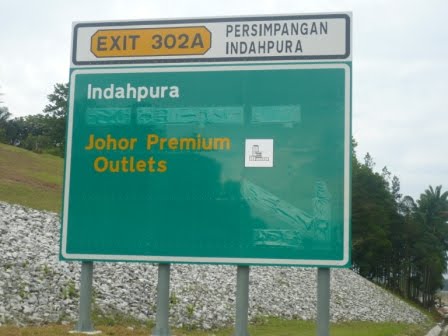 EXIT 302A
PERSIMPANGAN
INDAHPURA
Indahpura
Johor Premium
Outlets